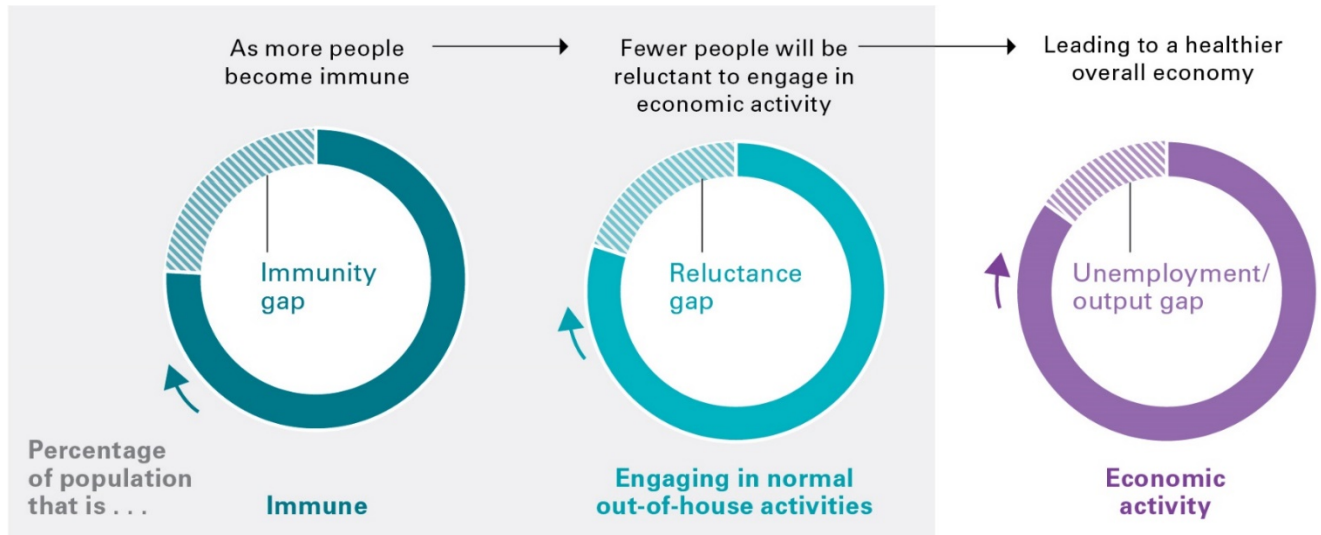 As more people
become immune
Fewer people will be
reluctant to engage in
economic activity
Leading to a healthier
overall economy
Immunity
gap
Reluctance
gap
Unemployment/
output gap
Percentage
of population
that is . . .
Immune
Engaging in normal
out-of-house activities
Economic
activity